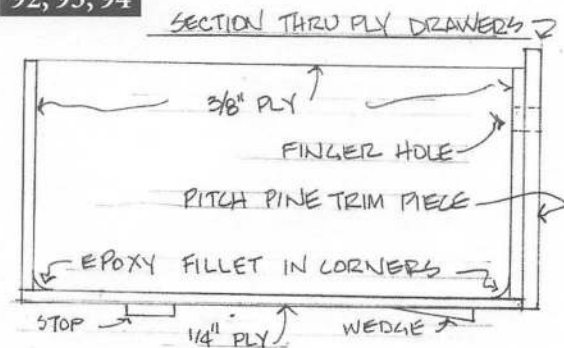 92, 93, 94
SECTION THRU PLY DRAWERS
3/8" PLY
FINGER HOLE
PITCH PINE TRIM PIECE
EPOXY FILLET IN CORNERS
STOP
1/4" PLY
WEDGE